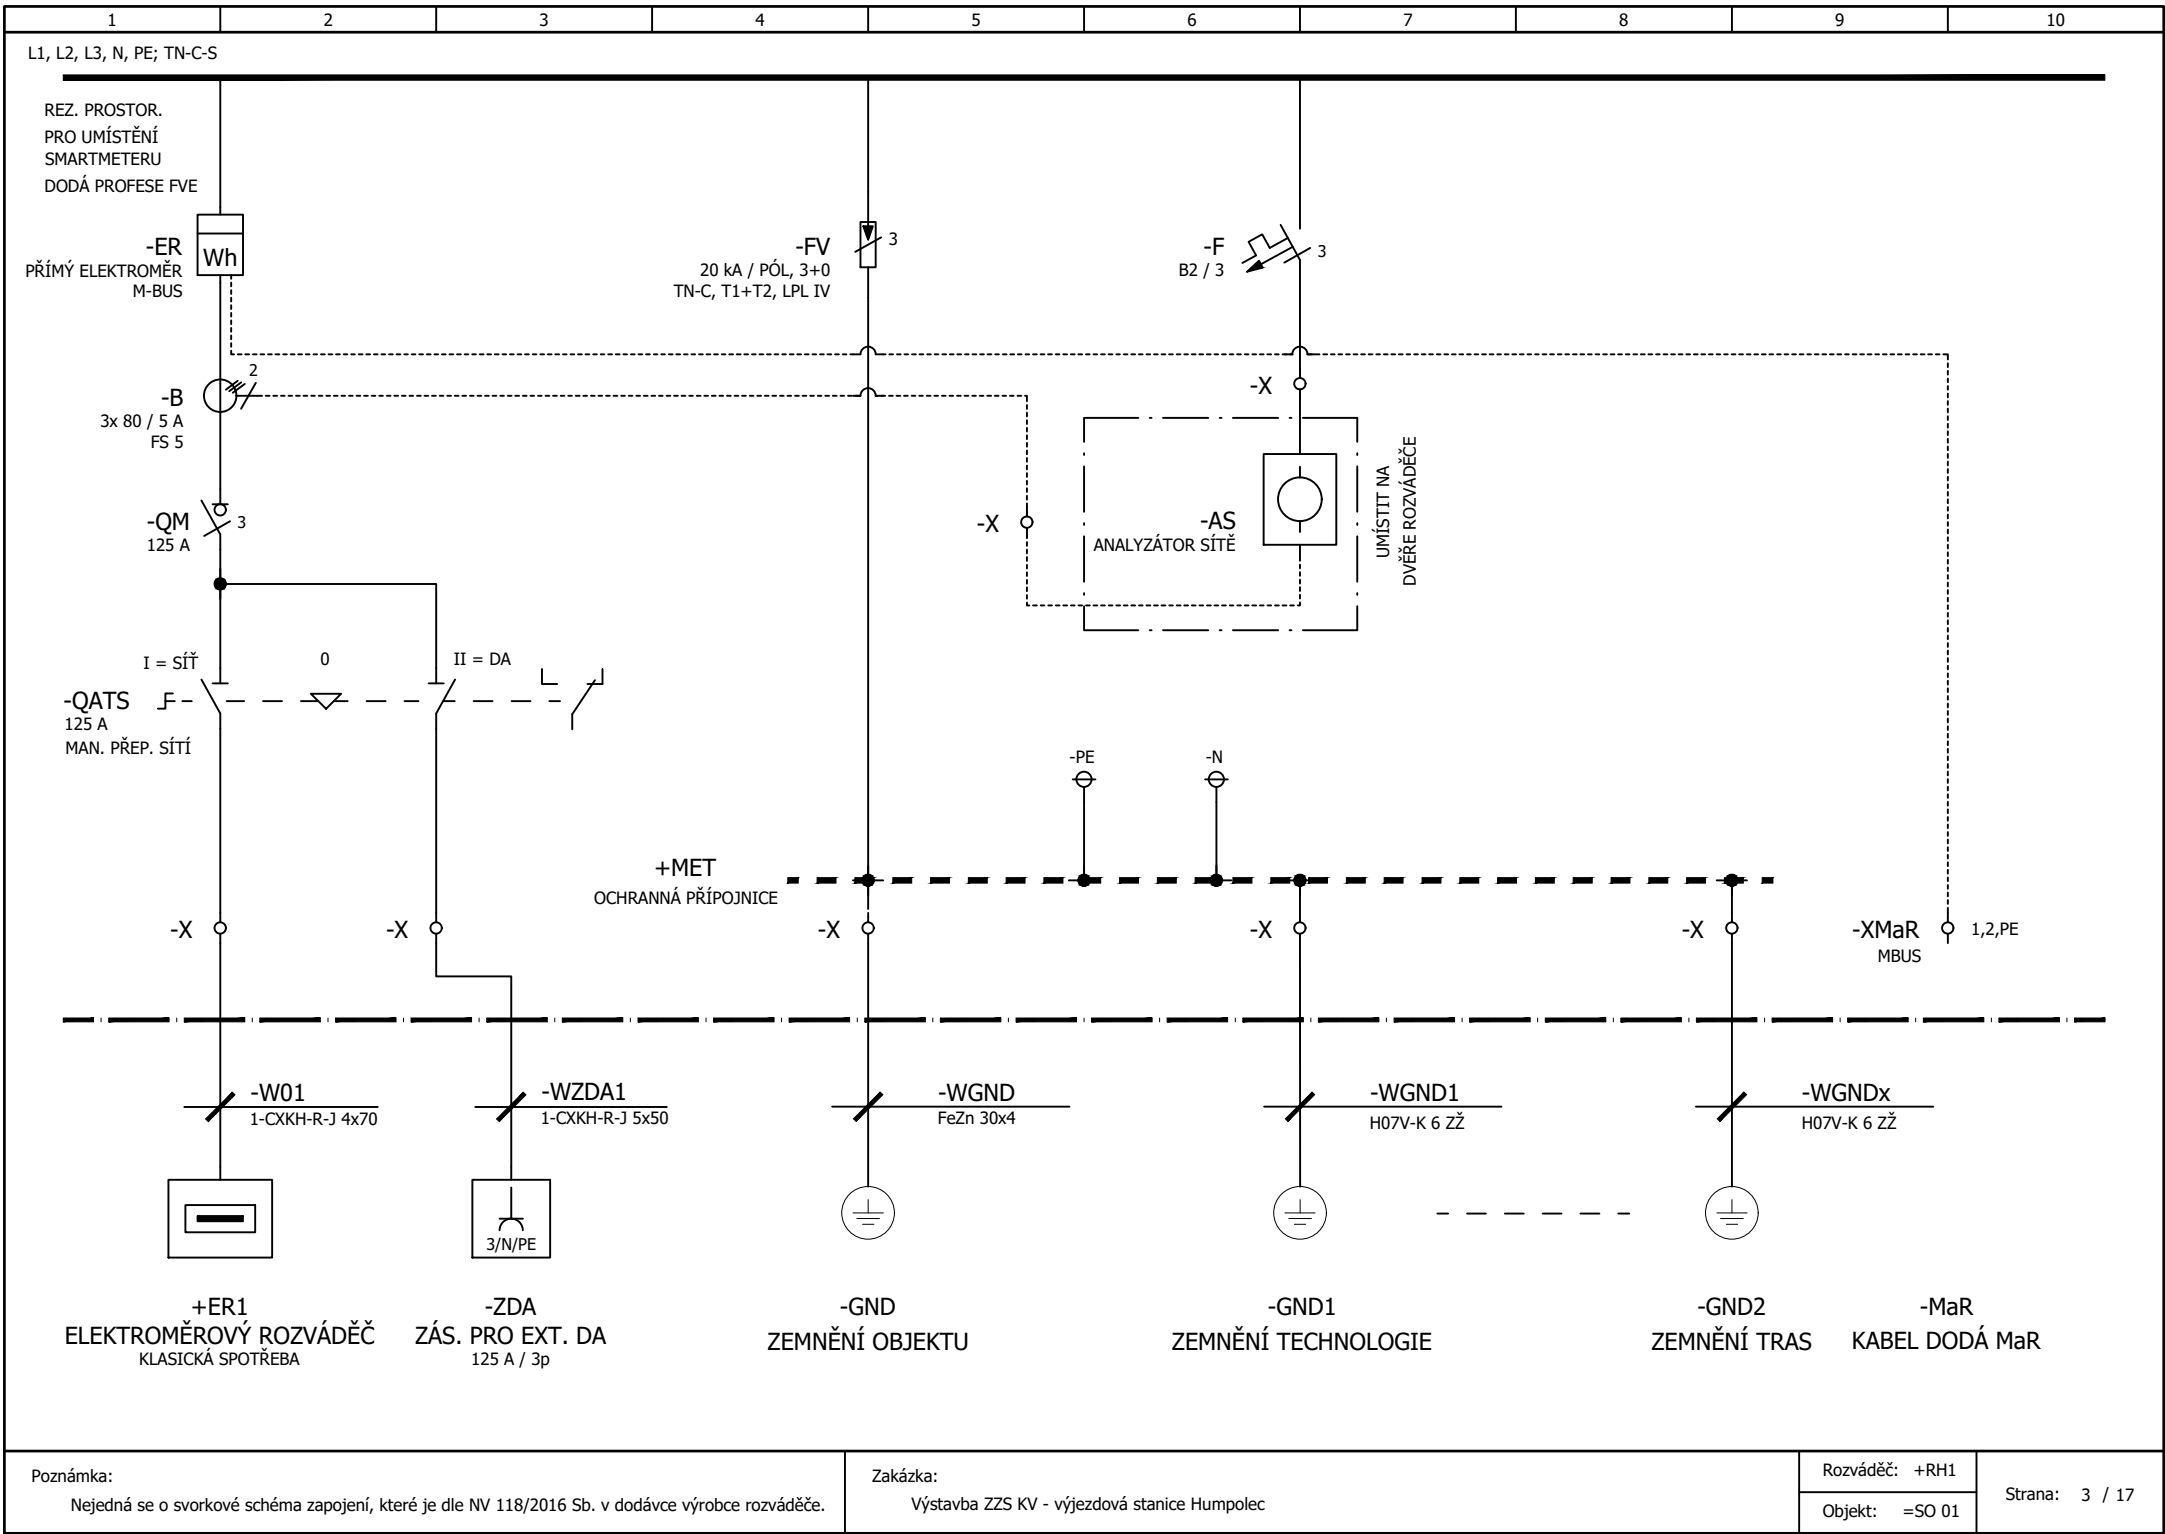 1 2 3 4 5 6 7 8 9 10
L1, L2, L3, N, PE; TN-C-S
REZ. PROSTOR.
PRO UMÍSTĚNÍ
SMARTMETERU
DODÁ PROFESE FVE
-ER
PŘÍMÝ ELEKTROMĚR
M-BUS
Wh
-FV
20 kA / PÓL, 3+0
TN-C, T1+T2, LPL IV
3
-F
B2 / 3
3
-B
3x 80 / 5 A
FS 5
2
-X
-QM
125 A
3
-X
-AS
ANALYZÁTOR SÍTĚ
UMÍSTIT NA
DVĚŘE ROZVÁDĚČE
I = SÍŤ
0
II = DA
-QATS
125 A
MAN. PŘEP. SÍTÍ
-PE
-N
+MET
OCHRANNÁ PŘÍPOJNICE
-X
-X
-X
-X
-X
-XMaR
MBUS
1,2,PE
-W01
1-CXKH-R-J 4x70
-WZDA1
1-CXKH-R-J 5x50
-WGND
FeZn 30x4
-WGND1
H07V-K 6 ZŽ
-WGNDx
H07V-K 6 ZŽ
3/N/PE
+ER1
ELEKTROMĚROVÝ ROZVÁDĚČ
KLASICKÁ SPOTŘEBA
-ZDA
ZÁS. PRO EXT. DA
125 A / 3p
-GND
ZEMNĚNÍ OBJEKTU
-GND1
ZEMNĚNÍ TECHNOLOGIE
-GND2
ZEMNĚNÍ TRAS
-MaR
KABEL DODÁ MaR
Poznámka:
Nejedná se o svorkové schéma zapojení, které je dle NV 118/2016 Sb. v dodávce výrobce rozváděče.
Zakázka:
Výstavba ZZS KV - výjezdová stanice Humpolec
Rozváděč: +RH1
Objekt: =SO 01
Strana: 3 / 17